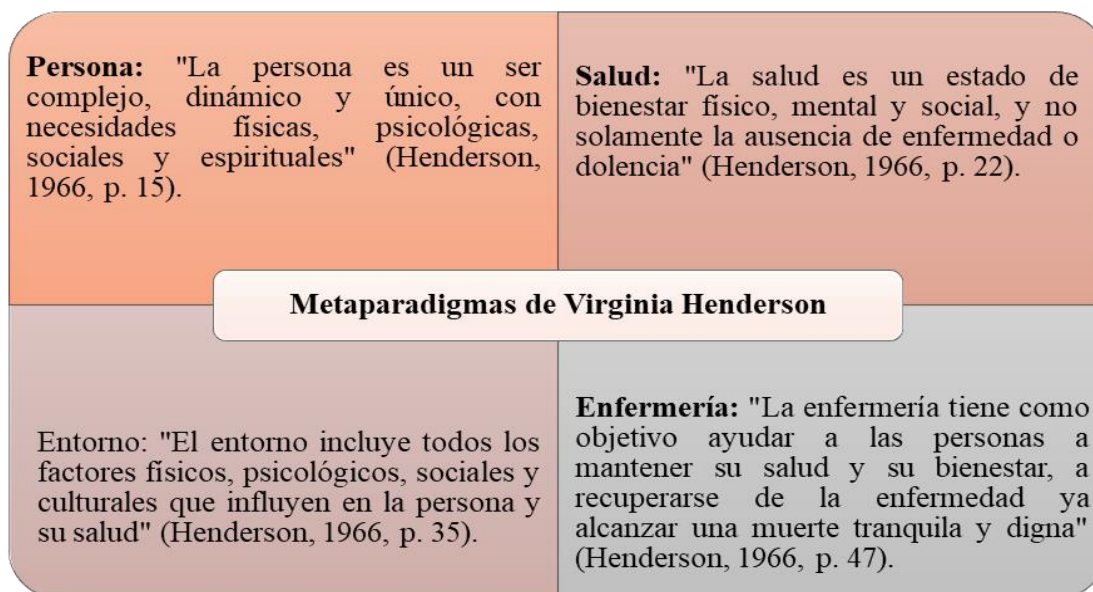 Persona: "La persona es un ser
complejo, dinámico y único, con
necesidades físicas, psicológicas,
sociales y espirituales" (Henderson,
1966, p. 15).
Salud: "La salud es un estado de
bienestar físico, mental y social, y no
solamente la ausencia de enfermedad o
dolencia" (Henderson, 1966, p. 22).
Metaparadigmas de Virginia Henderson
Entorno: "El entorno incluye todos los
factores físicos, psicológicos, sociales y
culturales que influyen en la persona y
su salud" (Henderson, 1966, p. 35).
Enfermería: "La enfermería tiene como
objetivo ayudar a las personas a
mantener su salud y su bienestar, a
recuperarse de la enfermedad ya
alcanzar una muerte tranquila y digna"
(Henderson, 1966, p. 47).